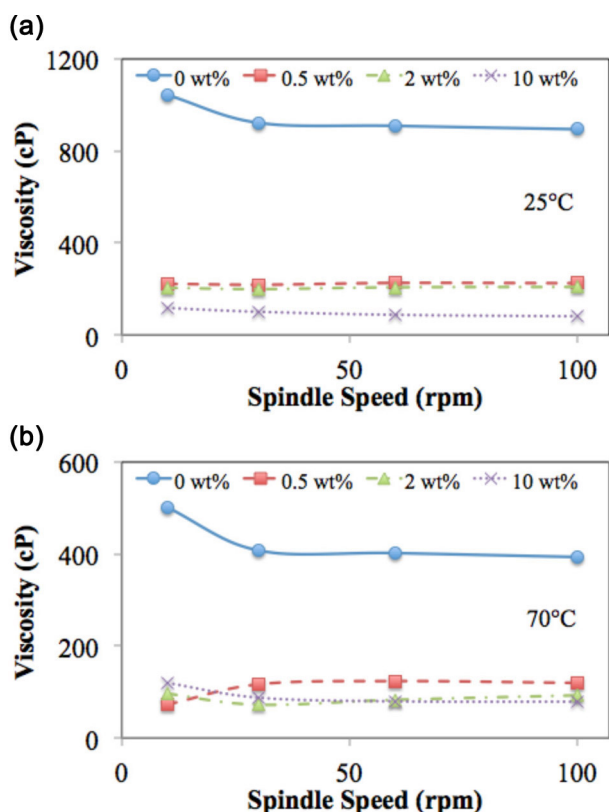 (a)
1200
0 wt% 0.5 wt% 2 wt% 10 wt%
800
Viscosity (cP)
25°C
400
0
0 50 100
Spindle Speed (rpm)
(b)
600
0 wt% 0.5 wt% 2 wt% 10 wt%
400
Viscosity (cP)
70°C
200
0
0 50 100
Spindle Speed (rpm)